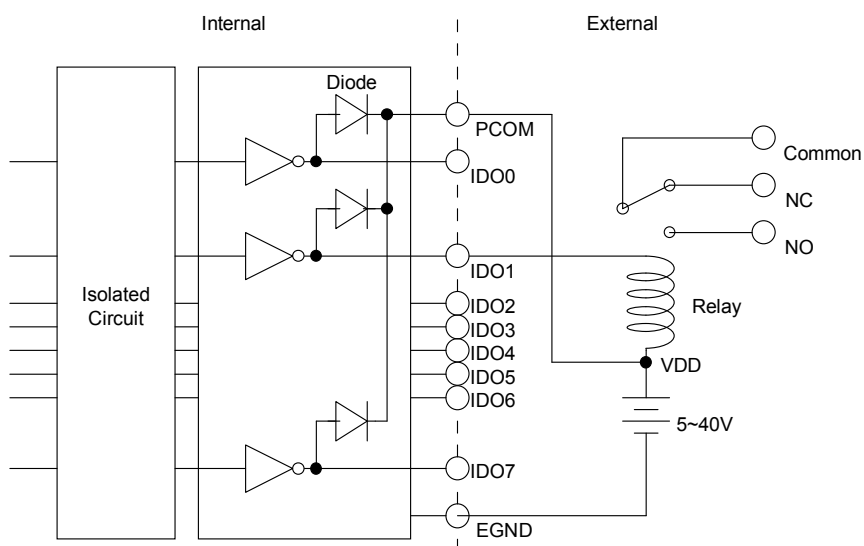 Internal
External
Diode
PCOM
Common
IDO0
NC
NO
IDO1
Isolated
Circuit
IDO2
IDO3
IDO4
IDO5
IDO6
Relay
VDD
5~40V
IDO7
EGND